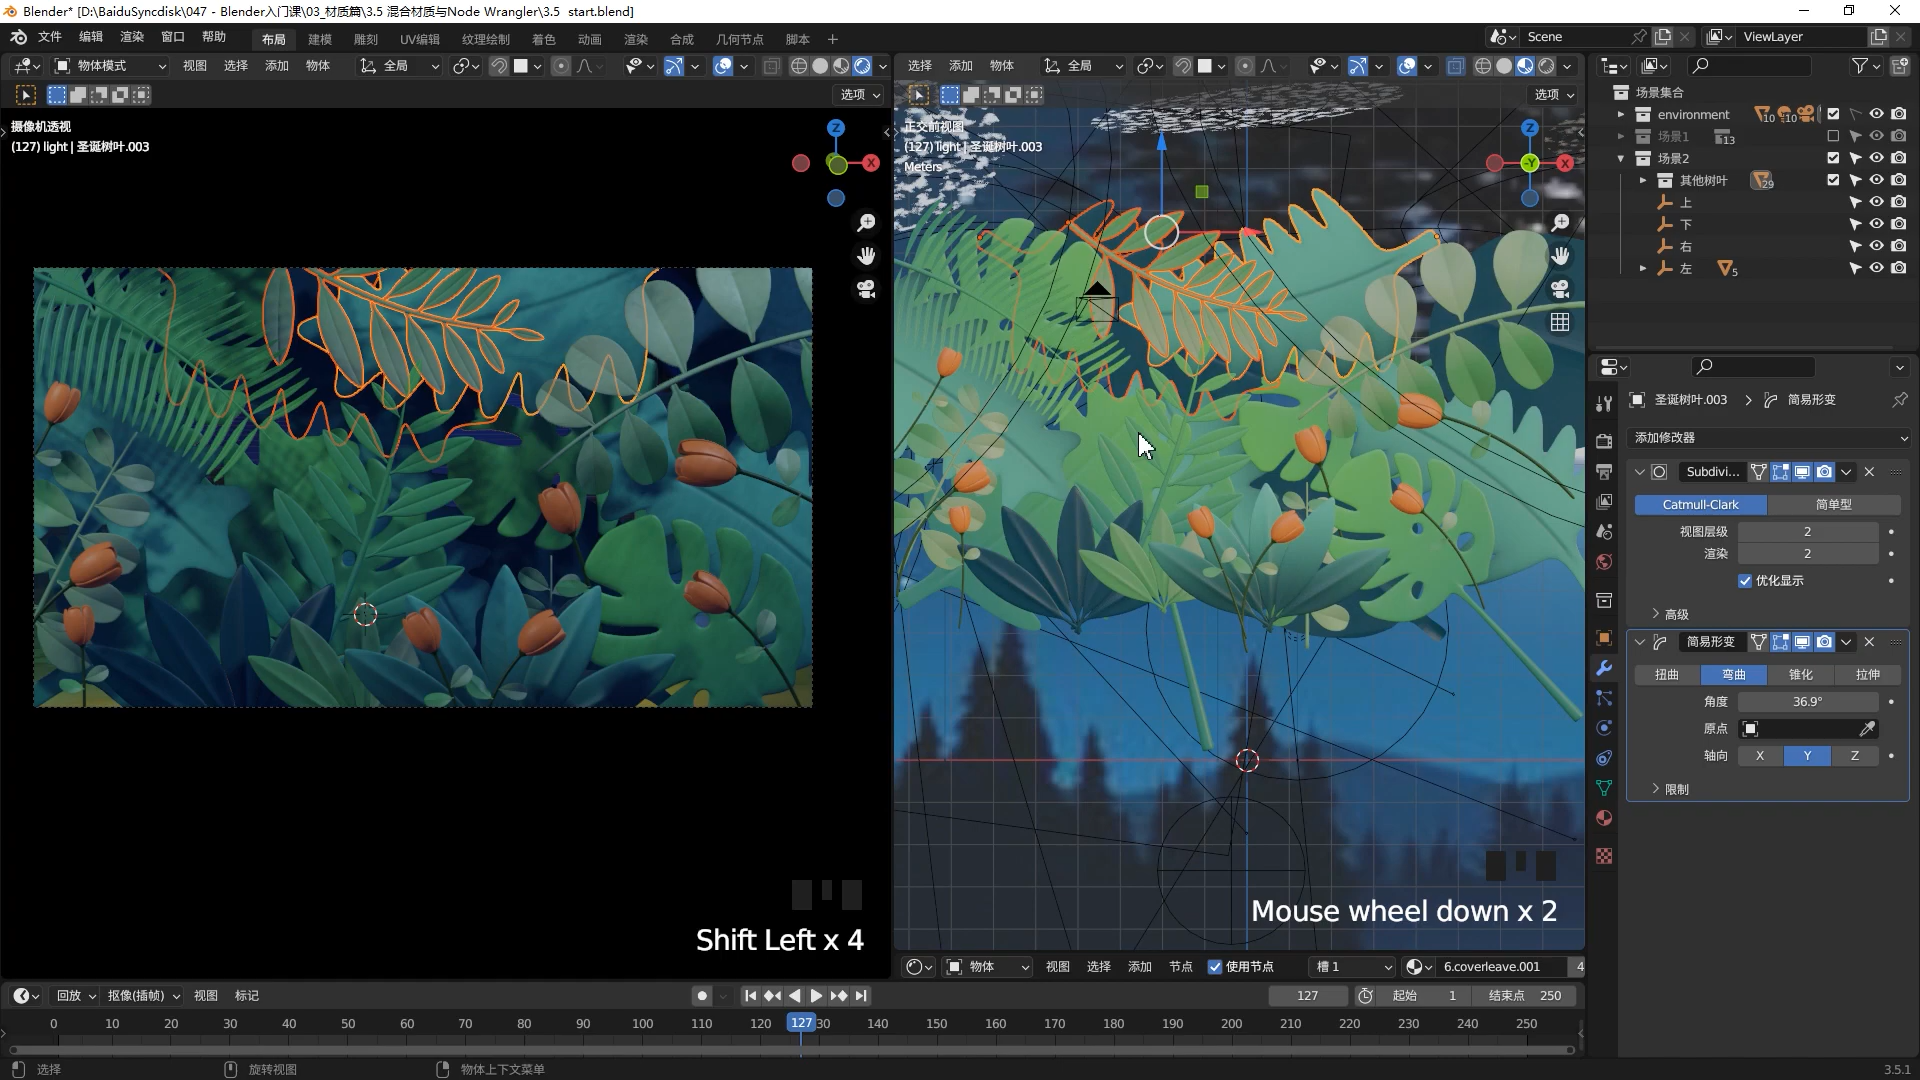 Blender* [D:\BaiduSyncdisk\047 - Blender入门课\03_材质篇\3.5 混合材质与Node Wrangler\3.5  start.blend]
文件 编辑 渲染 窗口 帮助 布局 建模 雕刻 UV编辑 纹理绘制 着色 动画 渲染 合成 几何节点 脚本 +
Scene
ViewLayer
物体模式 视图 选择 添加 物体 全局
选项
摄像机透视
(127) light | 圣诞树叶.003
Z
X
Shift Left x 4
选择 添加 物体 全局
选项
正交前视图
(127) light | 圣诞树叶.003
Meters
Z
-Y
X
Mouse wheel down x 2
物体 视图 选择 添加 节点 使用节点 槽 1 6.coverleave.001 4
场景集合
environment 10 10
场景1 13
场景2
其他树叶 29
上
下
右
左 5
圣诞树叶.003 > 简易形变
添加修改器
Subdivi...
Catmull-Clark 简单型
视图层级 2
渲染 2
优化显示
高级
简易形变
扭曲 弯曲 锥化 拉伸
角度 36.9°
原点
轴向 X Y Z
限制
回放 抠像(插帧) 视图 标记
127 起始 1 结束点 250
0 10 20 30 40 50 60 70 80 90 100 110 120 127 30 140 150 160 170 180 190 200 210 220 230 240 250
选择 旋转视图 物体上下文菜单
3.5.1